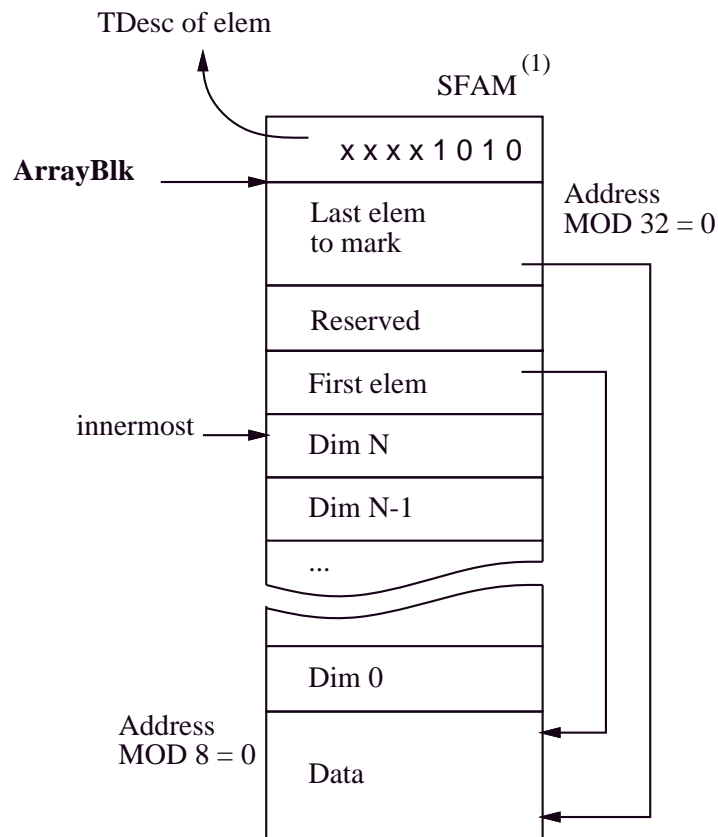 TDesc of elem
SFAM (1)
x x x x 1 0 1 0
ArrayBlk
Last elem
to mark
Address
MOD 32 = 0
Reserved
First elem
innermost
Dim N
Dim N-1
...
Dim 0
Address
MOD 8 = 0
Data